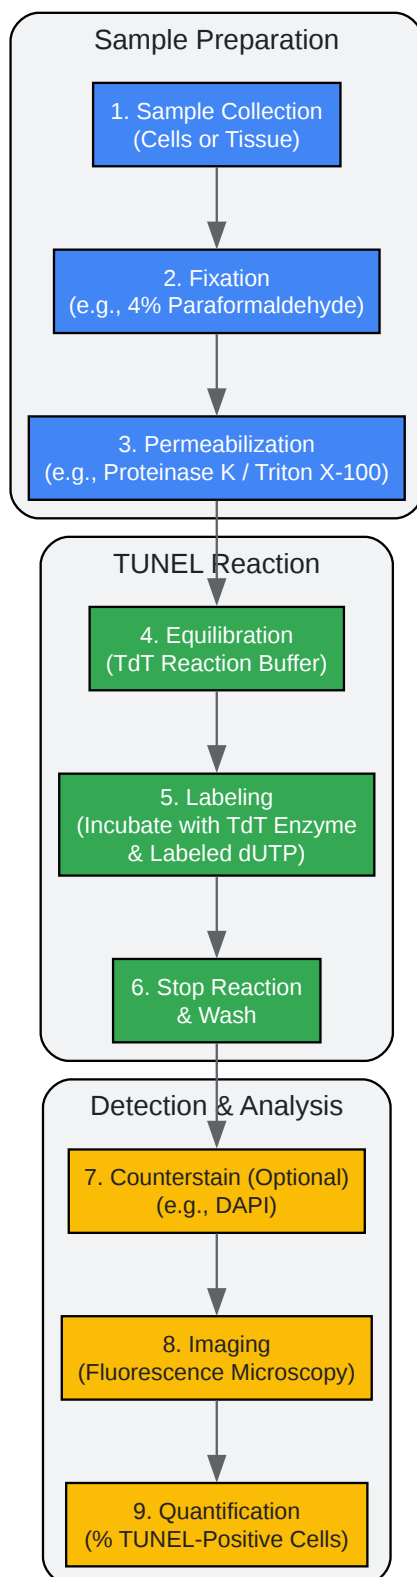 Sample Preparation
1. Sample Collection
(Cells or Tissue)
2. Fixation
(e.g., 4% Paraformaldehyde)
3. Permeabilization
(e.g., Proteinase K / Triton X-100)
TUNEL Reaction
4. Equilibration
(TdT Reaction Buffer)
5. Labeling
(Incubate with TdT Enzyme
& Labeled dUTP)
6. Stop Reaction
& Wash
Detection & Analysis
7. Counterstain (Optional)
(e.g., DAPI)
8. Imaging
(Fluorescence Microscopy)
9. Quantification
(% TUNEL-Positive Cells)